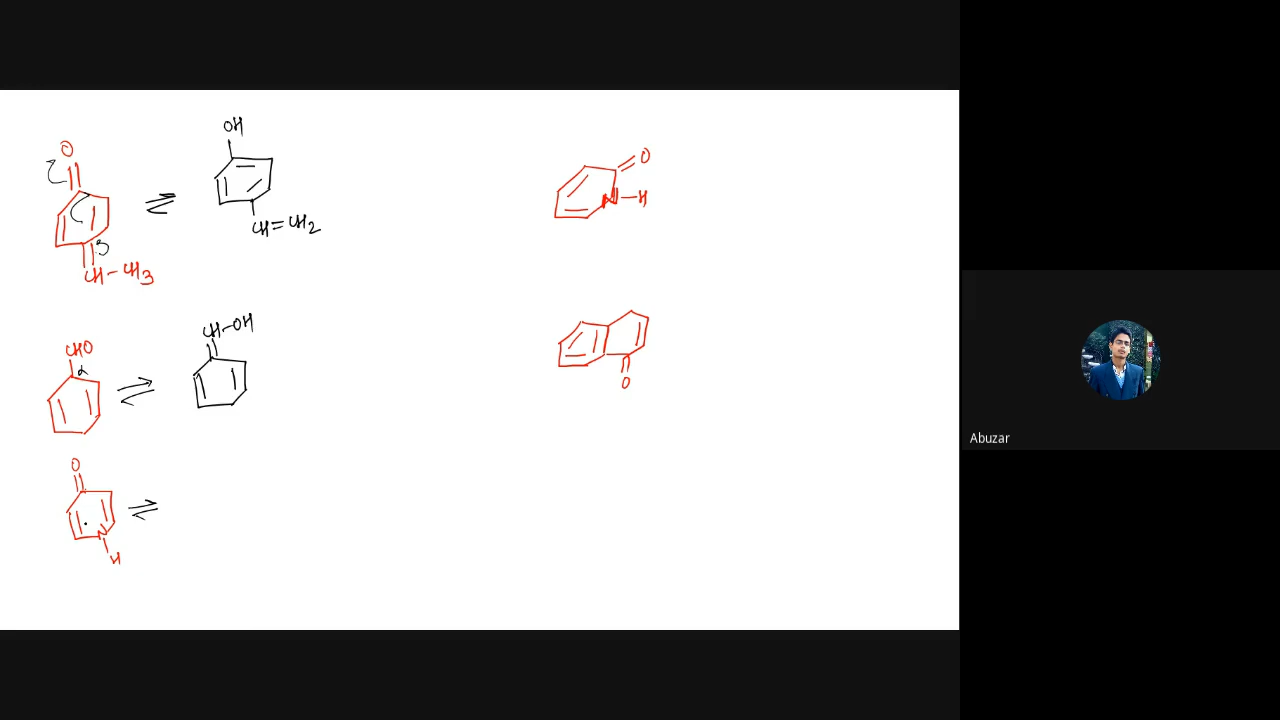 O
OH
CH=CH2
CH-CH3
CHO
α
CH-OH
O
N
H
O
N-H
O
Abuzar